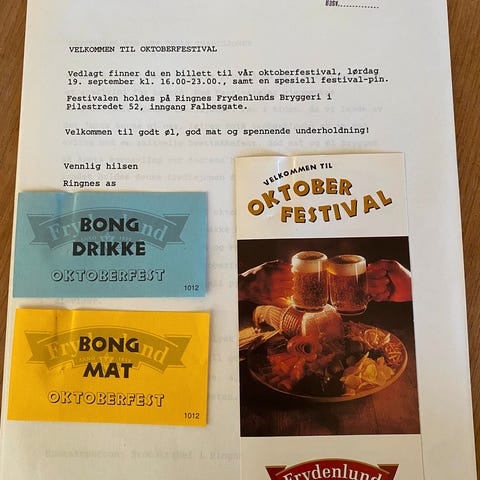 VELKOMMEN TIL OKTOBERFESTIVAL
Vedlagt finner du en billett til vår oktoberfestival, lørdag
19. september kl. 16.00-23.00., samt en spesiell festival-pin.
Festivalen holdes på Ringnes Frydenlunds Bryggeri i
Pilestredet 52, inngang Falbesgate.
Velkommen til godt øl, god mat og spennende underholdning!
Vennlig hilsen
Ringnes as
Frydenlund
BONG
DRIKKE
OKTOBERFEST
1012
Frydenlund
BONG
MAT
OKTOBERFEST
1012
VELKOMMEN TIL
OKTOBER
FESTIVAL
Frydenlund